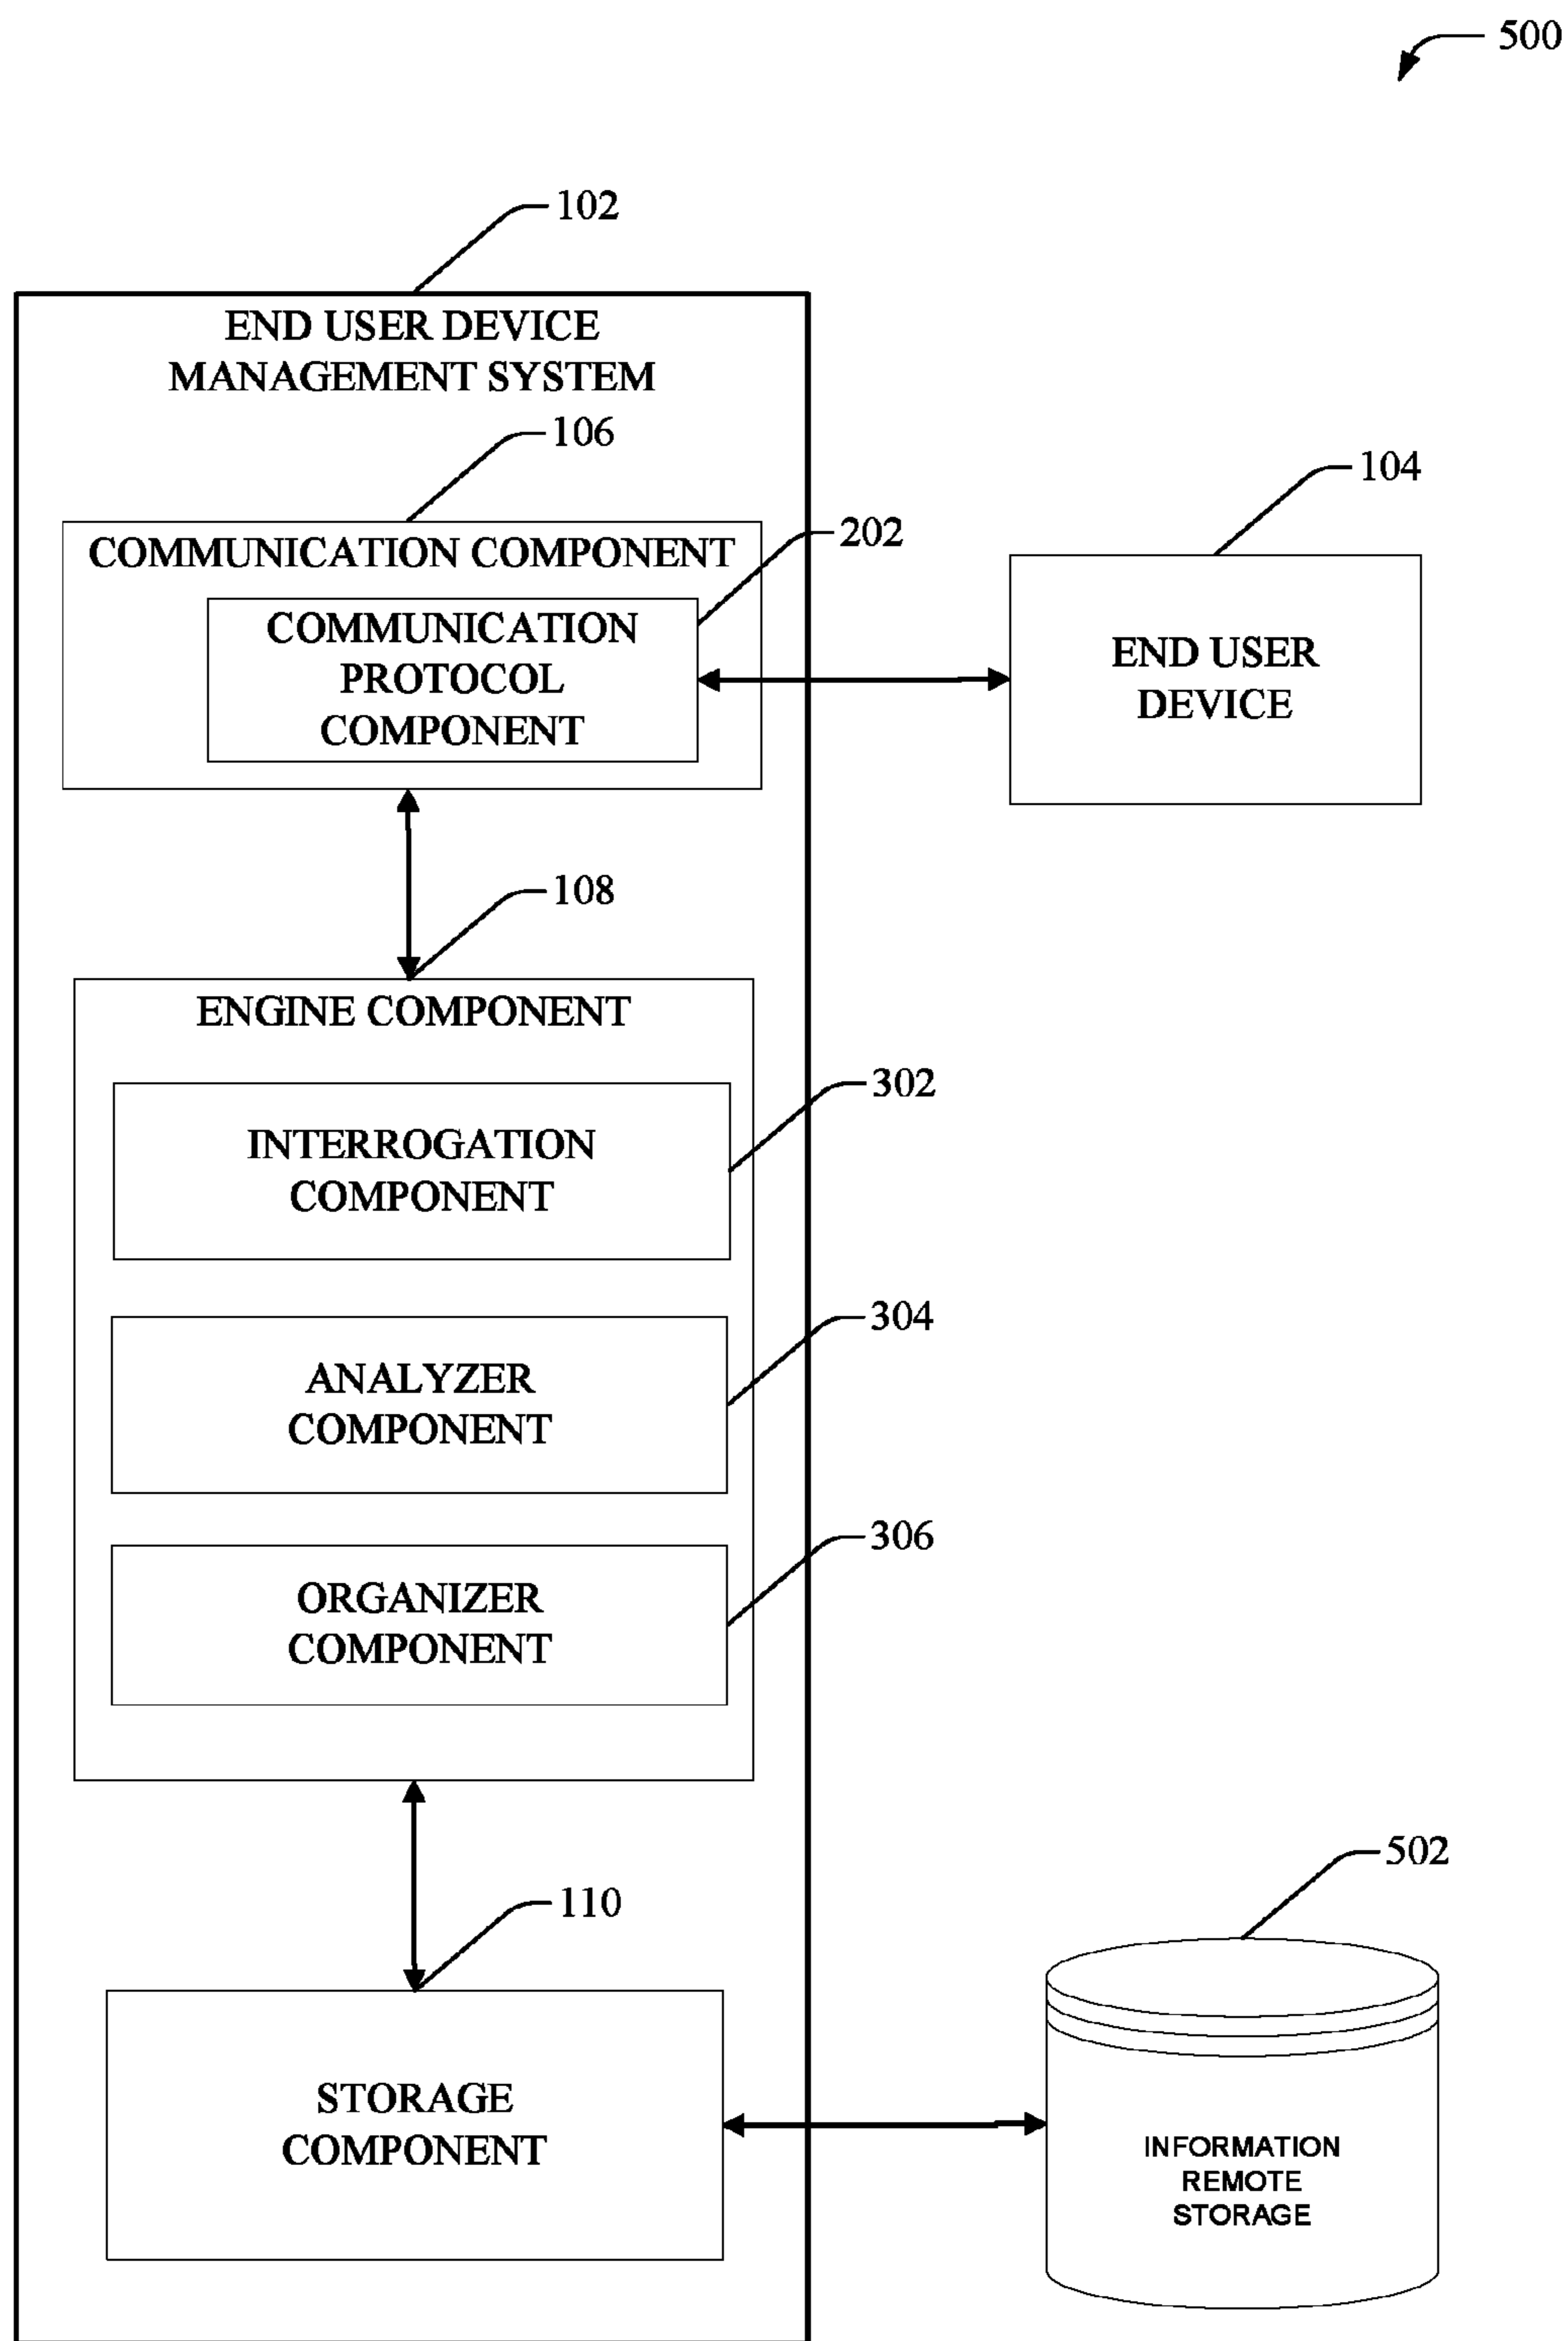 500
102
END USER DEVICE
MANAGEMENT SYSTEM
106
104
202
COMMUNICATION COMPONENT
COMMUNICATION
PROTOCOL
COMPONENT
END USER
DEVICE
108
ENGINE COMPONENT
302
INTERROGATION
COMPONENT
304
ANALYZER
COMPONENT
306
ORGANIZER
COMPONENT
502
110
STORAGE
COMPONENT
INFORMATION
REMOTE
STORAGE